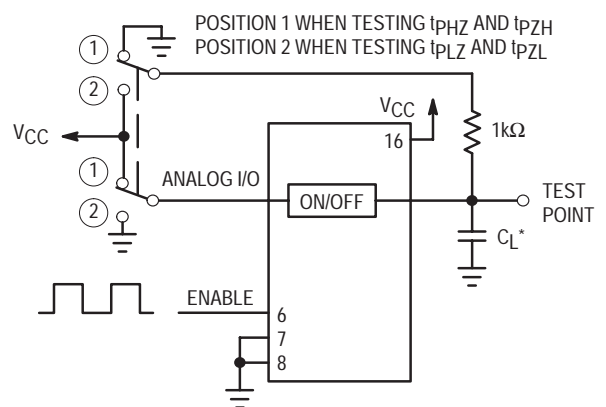 POSITION 1 WHEN TESTING tPHZ AND tPZH
POSITION 2 WHEN TESTING tPLZ AND tPZL
1
2
VCC
VCC
16
1kΩ
1
ANALOG I/O
ON/OFF
TEST
POINT
2
CL*
ENABLE
6
7
8